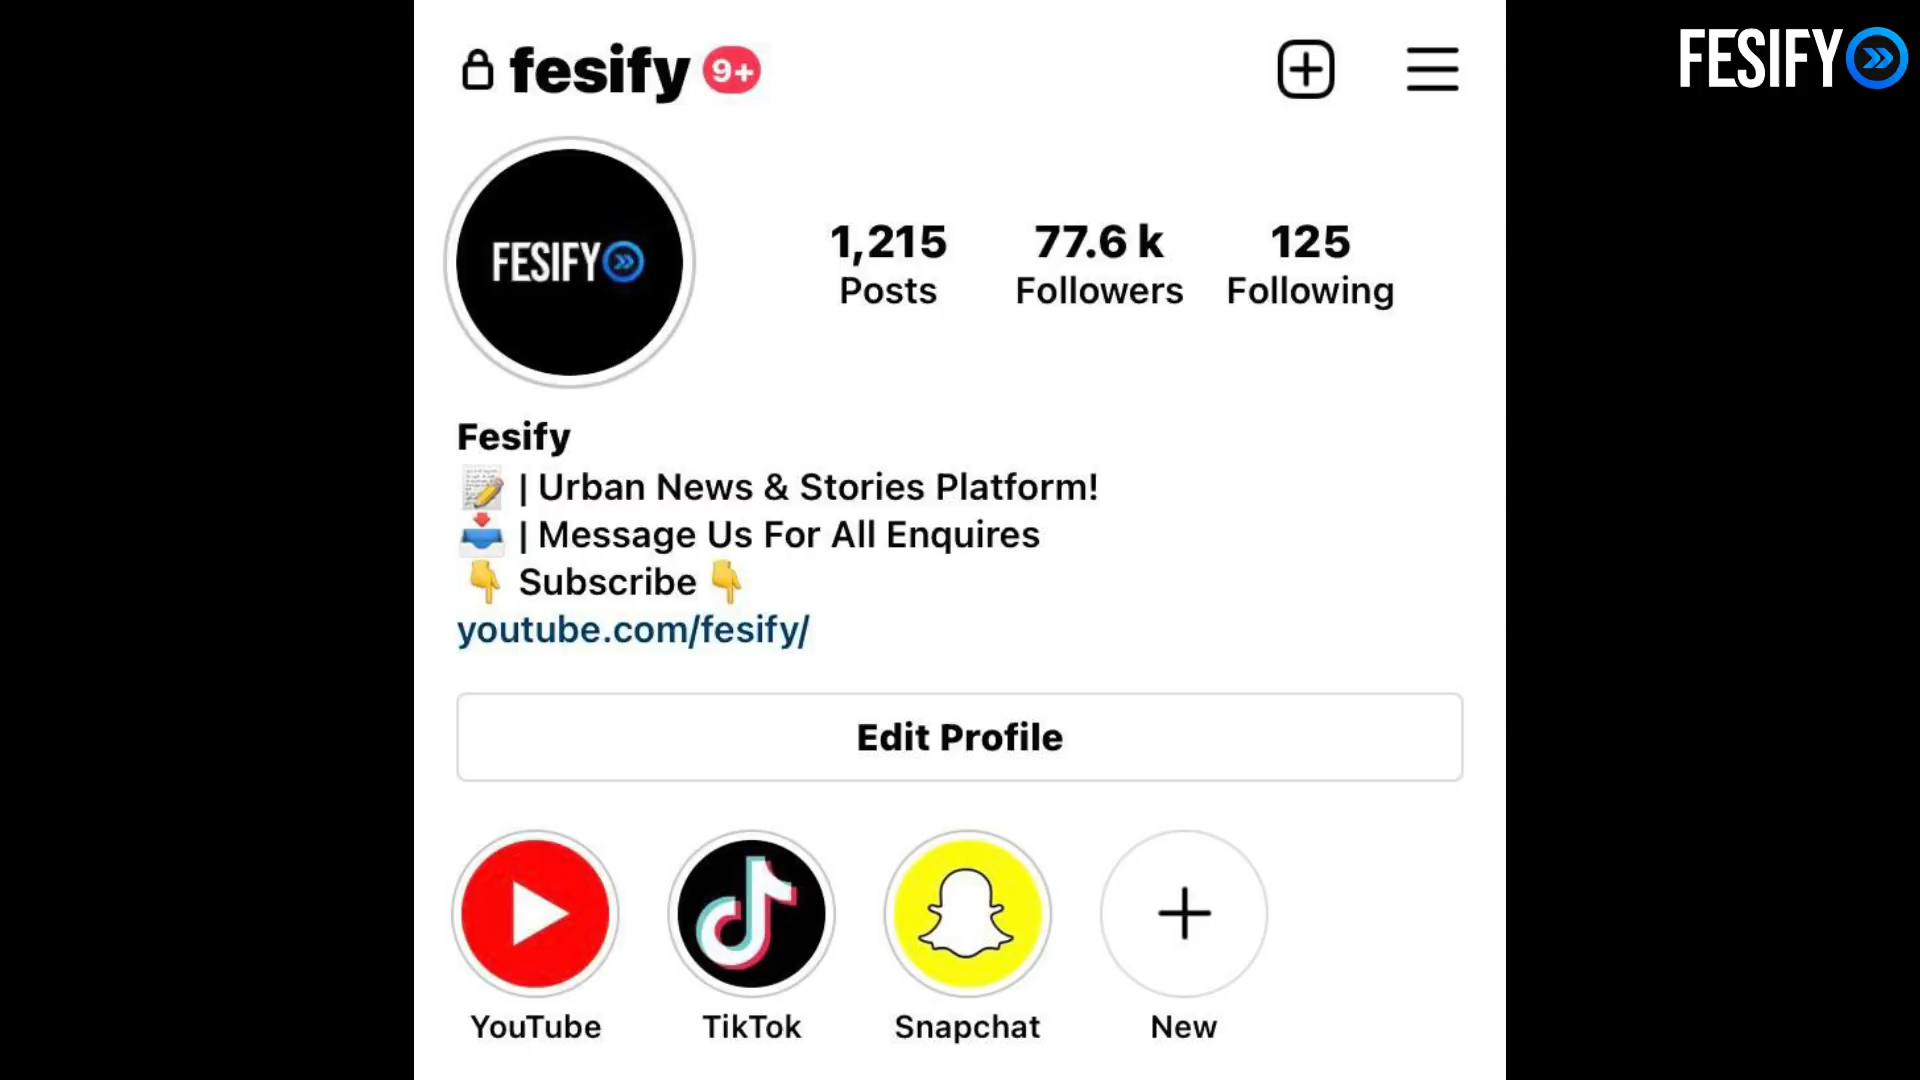 fesify 9+
FESIFY
FESIFY
1,215 77.6 k 125
Posts Followers Following
Fesify
| Urban News & Stories Platform!
| Message Us For All Enquires
Subscribe
youtube.com/fesify/
Edit Profile
YouTube TikTok Snapchat New